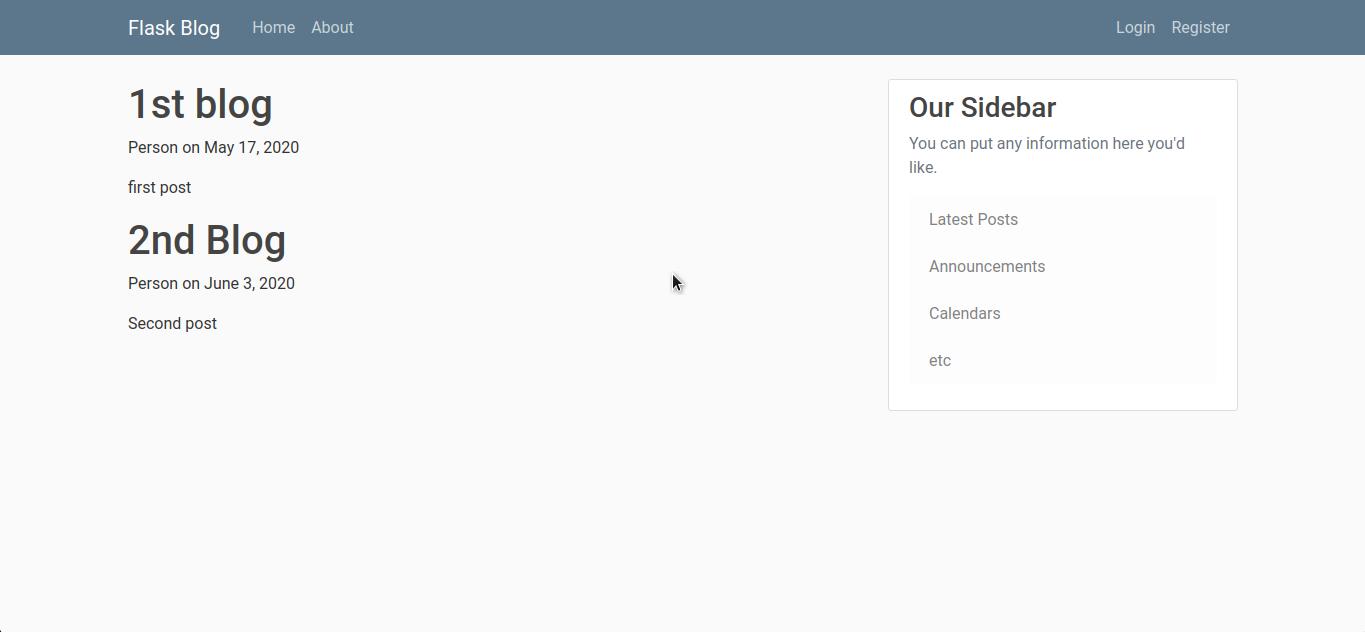 Flask Blog Home About Login Register
1st blog
Person on May 17, 2020
first post
2nd Blog
Person on June 3, 2020
Second post
Our Sidebar
You can put any information here you'd
like.
Latest Posts
Announcements
Calendars
etc